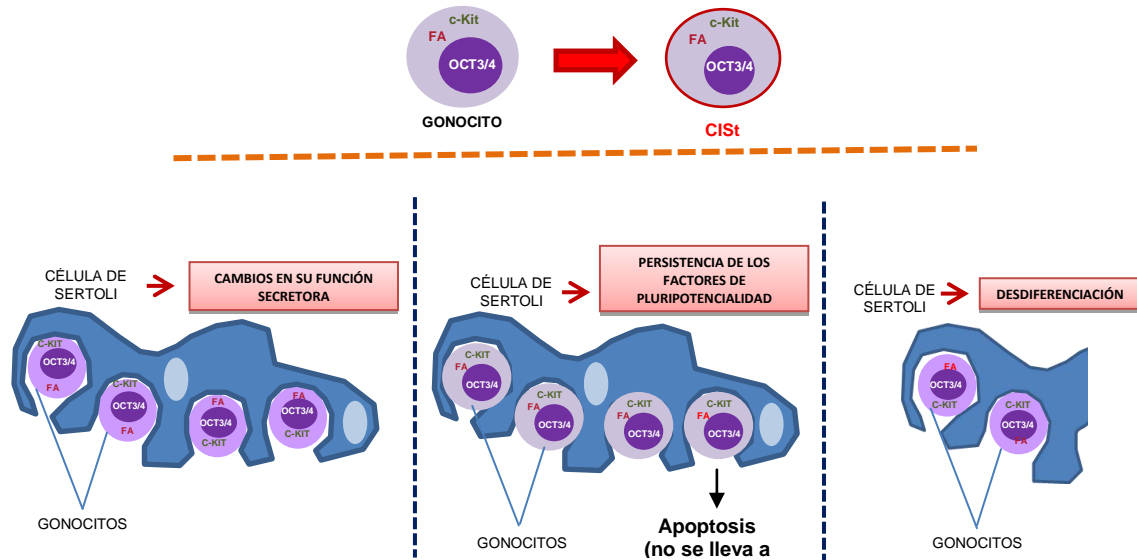 c-Kit
FA
OCT3/4
GONOCITO
c-Kit
FA
OCT3/4
CISt
CÉLULA DE
SERTOLI
CAMBIOS EN SU FUNCIÓN
SECRETORA
C-KIT
OCT3/4
FA
C-KIT
OCT3/4
FA
FA
OCT3/4
C-KIT
FA
OCT3/4
C-KIT
GONOCITOS
CÉLULA DE
SERTOLI
PERSISTENCIA DE LOS
FACTORES DE
PLURIPOTENCIALIDAD
C-KIT
FA
OCT3/4
C-KIT
FA
OCT3/4
C-KIT
FA
OCT3/4
C-KIT
FA
OCT3/4
GONOCITOS
Apoptosis
(no se lleva a
CÉLULA DE
SERTOLI
DESDIFERENCIACIÓN
FA
OCT3/4
C-KIT
C-KIT
OCT3/4
FA
GONOCITOS